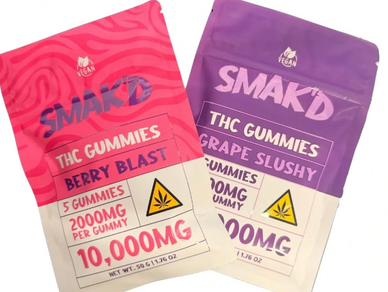 VEGAN
SMAK'D
THC GUMMIES
BERRY BLAST
5 GUMMIES
2000MG
PER GUMMY
10,000MG
NET WT. 50 G | 1.76 OZ
VEGAN
SMAK'D
THC GUMMIES
GRAPE SLUSHY
GUMMIES
00MG
GUMMY
000MG
G | 1.76 OZ